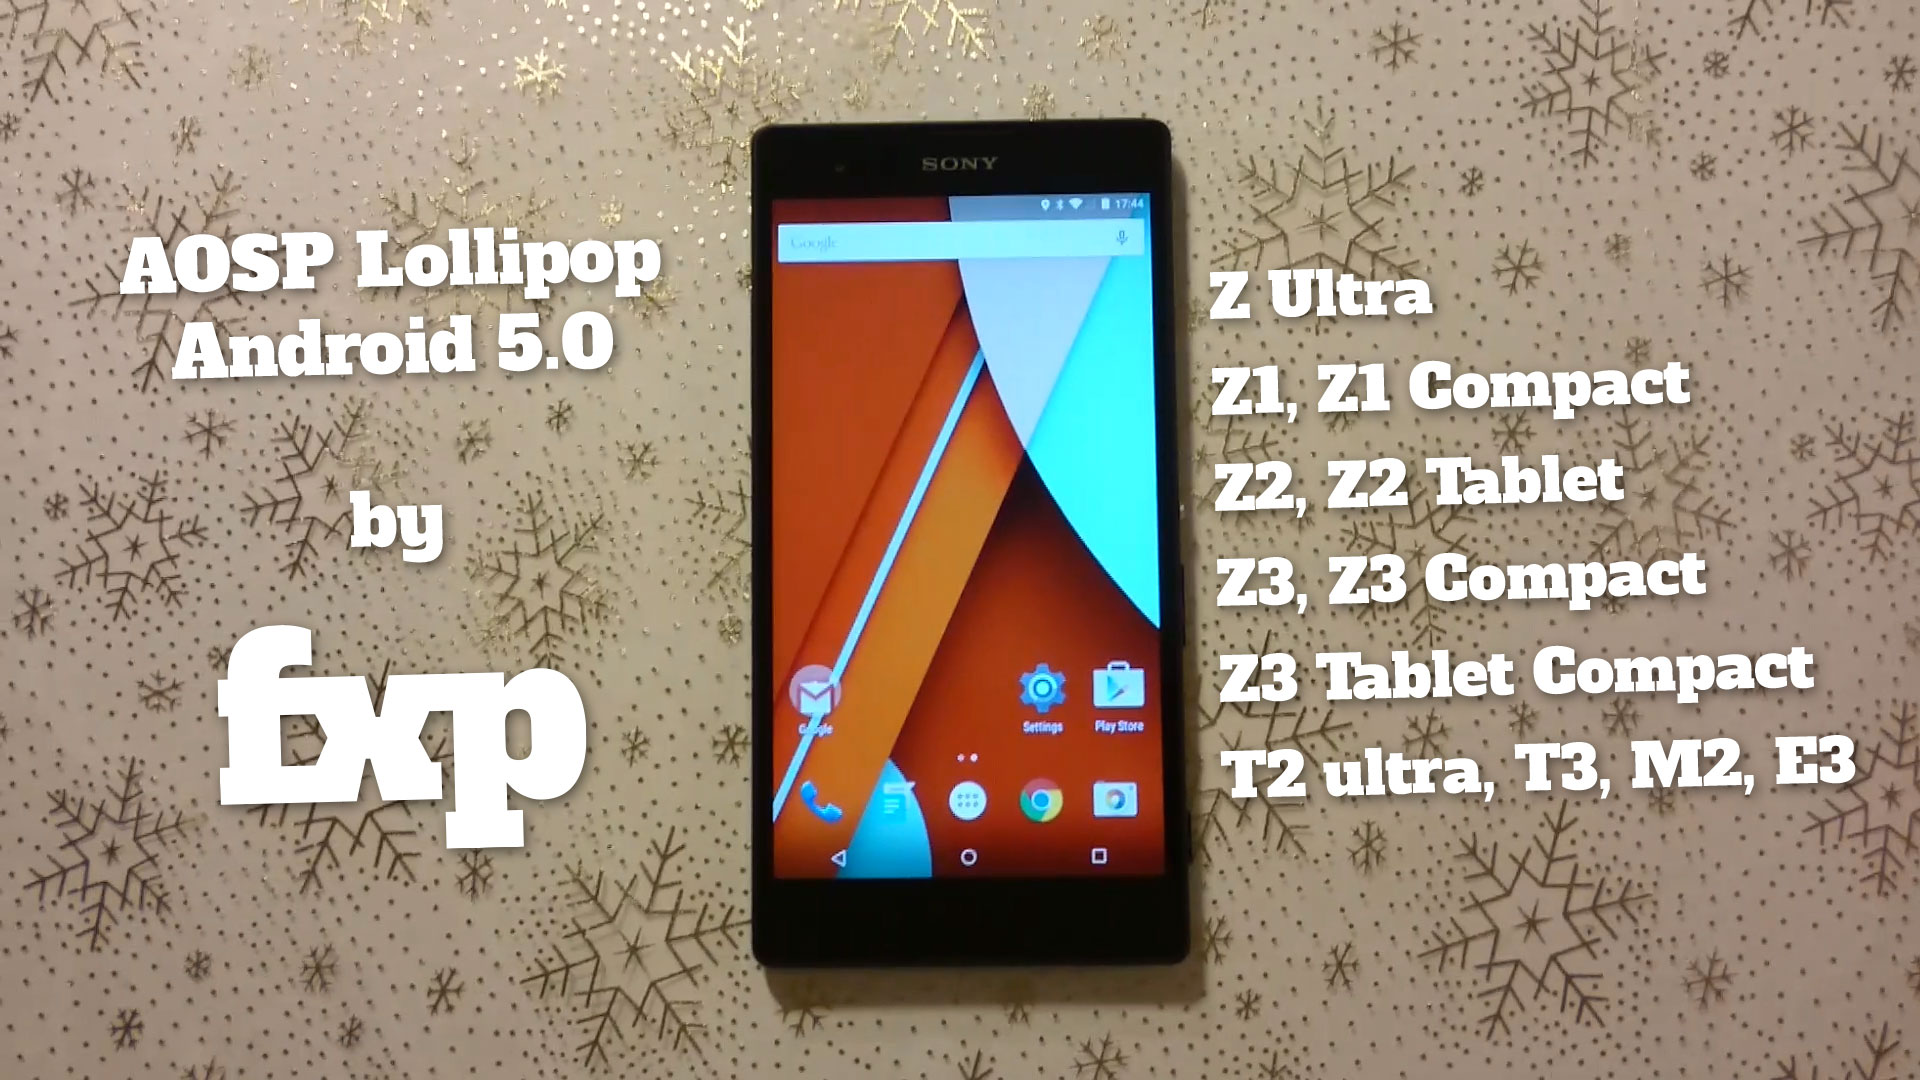 AOSP Lollipop
Android 5.0
by
fxp
SONY
17:44
Google
Google
Settings
Play Store
Z Ultra
Z1, Z1 Compact
Z2, Z2 Tablet
Z3, Z3 Compact
Z3 Tablet Compact
T2 ultra, T3, M2, E3